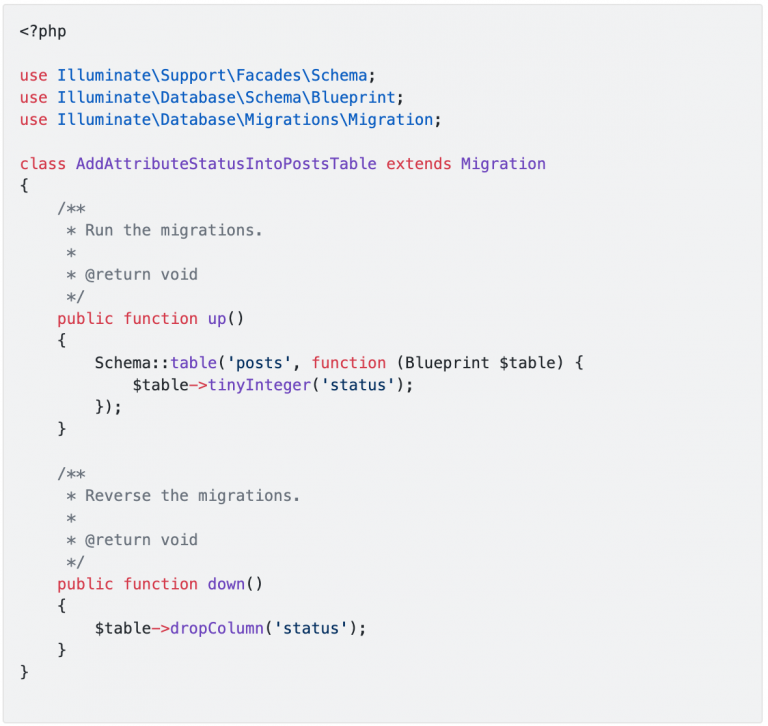 <?php

use Illuminate\Support\Facades\Schema;
use Illuminate\Database\Schema\Blueprint;
use Illuminate\Database\Migrations\Migration;

class AddAttributeStatusIntoPostsTable extends Migration
{
    /**
     * Run the migrations.
     *
     * @return void
     */
    public function up()
    {
        Schema::table('posts', function (Blueprint $table) {
            $table->tinyInteger('status');
        });
    }

    /**
     * Reverse the migrations.
     *
     * @return void
     */
    public function down()
    {
        $table->dropColumn('status');
    }
}